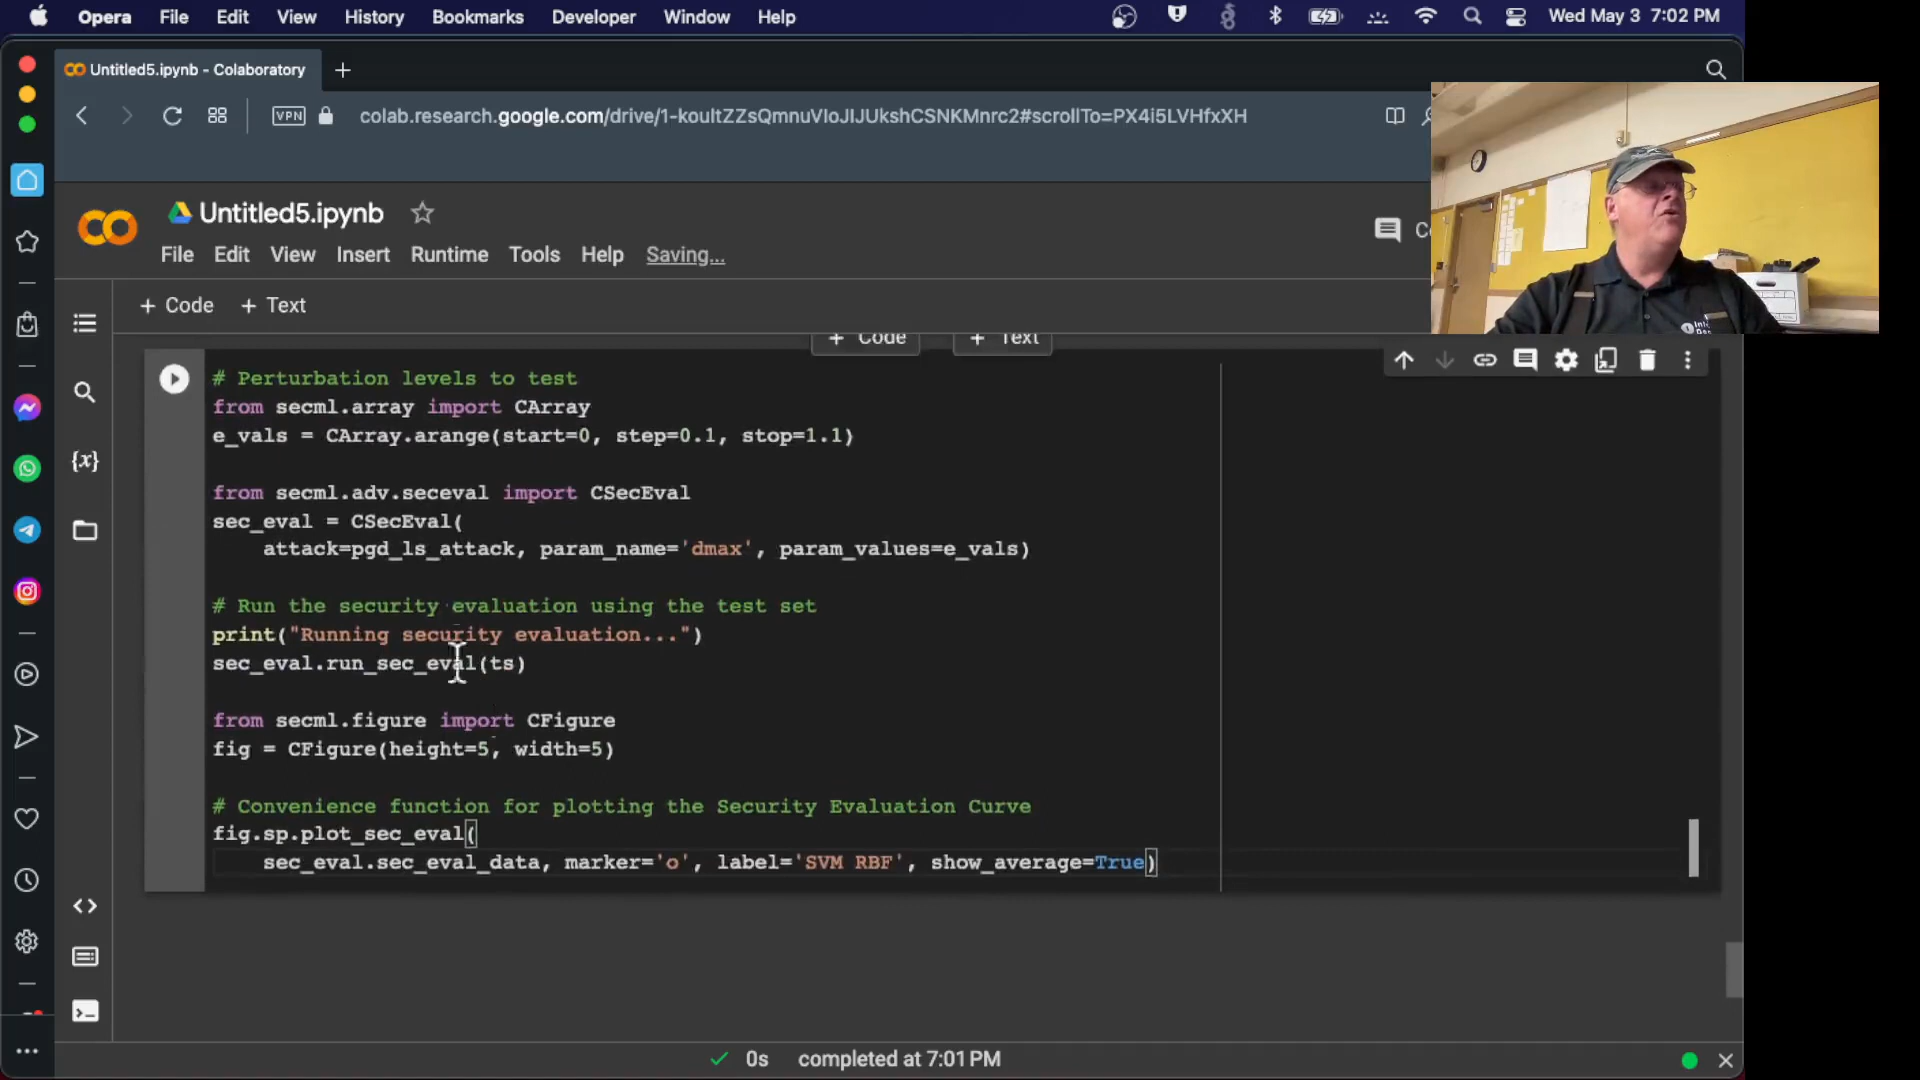 Opera File Edit View History Bookmarks Developer Window Help Wed May 3 7:02 PM
Untitled5.ipynb - Colaboratory
VPN colab.research.google.com/drive/1-koultZZsQmnuVIoJIJUkshCSNKMnrc2#scrollTo=PX4i5LVHfxXH
Untitled5.ipynb
File Edit View Insert Runtime Tools Help Saving...
+ Code + Text
+ Code + Text
# Perturbation levels to test
from secml.array import CArray
e_vals = CArray.arange(start=0, step=0.1, stop=1.1)
from secml.adv.seceval import CSecEval
sec_eval = CSecEval(
attack=pgd_ls_attack, param_name='dmax', param_values=e_vals)
# Run the security evaluation using the test set
print("Running security evaluation...")
sec_eval.run_sec_eval(ts)
from secml.figure import CFigure
fig = CFigure(height=5, width=5)
# Convenience function for plotting the Security Evaluation Curve
fig.sp.plot_sec_eval(
sec_eval.sec_eval_data, marker='o', label='SVM RBF', show_average=True)
0s completed at 7:01 PM